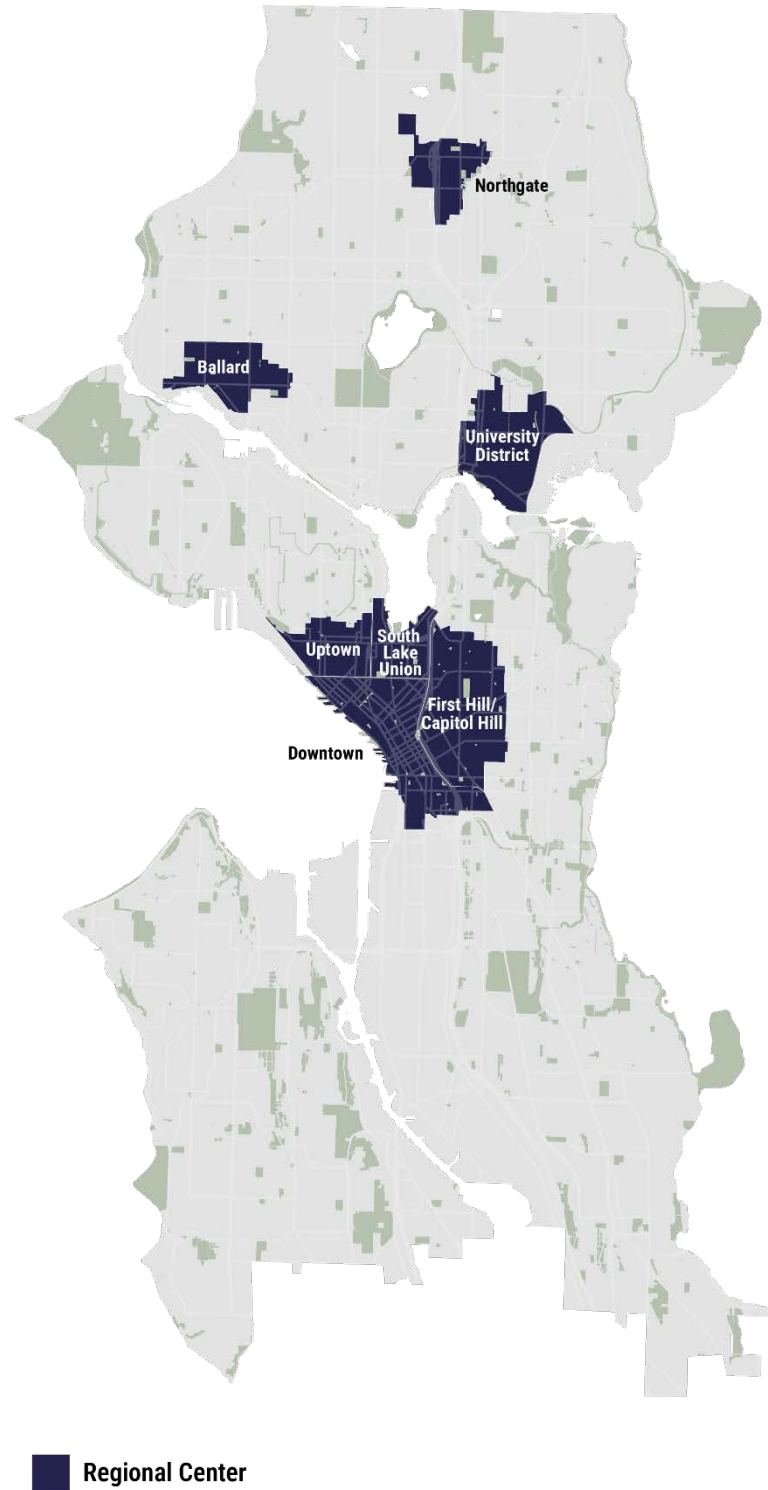 Northgate
Ballard
University
District
Uptown
South
Lake
Union
First Hill/
Capitol Hill
Downtown
Regional Center